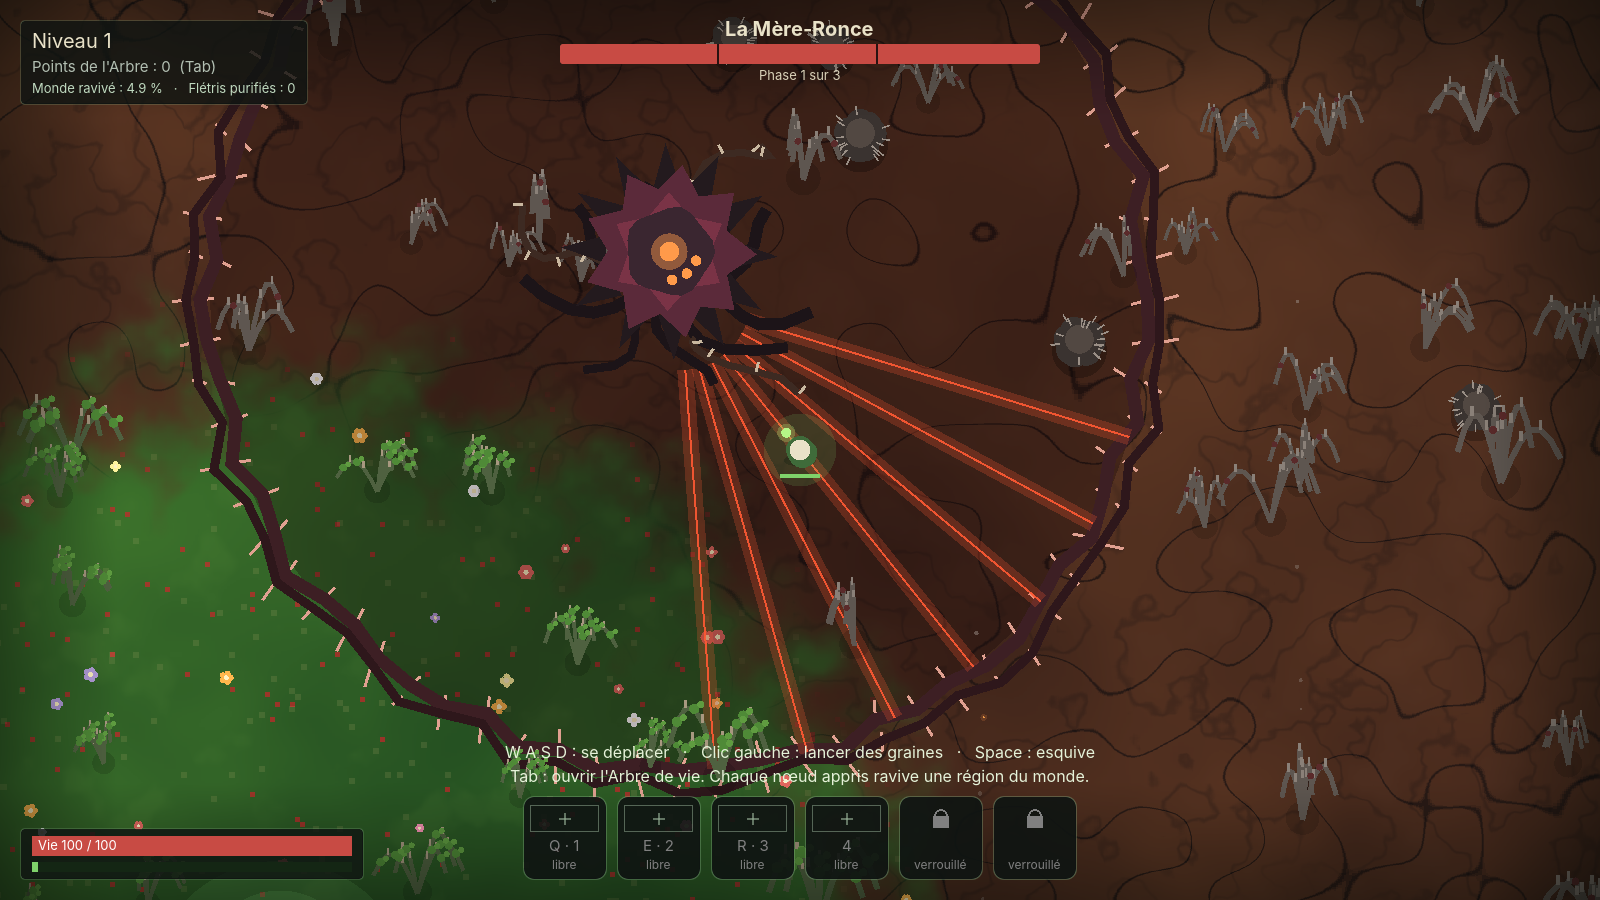 Niveau 1
Points de l'Arbre : 0 (Tab)
Monde ravivé : 4.9 % · Flétris purifiés : 0
La Mère-Ronce
Phase 1 sur 3
W A S D : se déplacer · Clic gauche : lancer des graines · Space : esquive
Tab : ouvrir l'Arbre de vie. Chaque nœud appris ravive une région du monde.
Vie 100 / 100
Q · 1
libre
E · 2
libre
R · 3
libre
4
libre
verrouillé
verrouillé